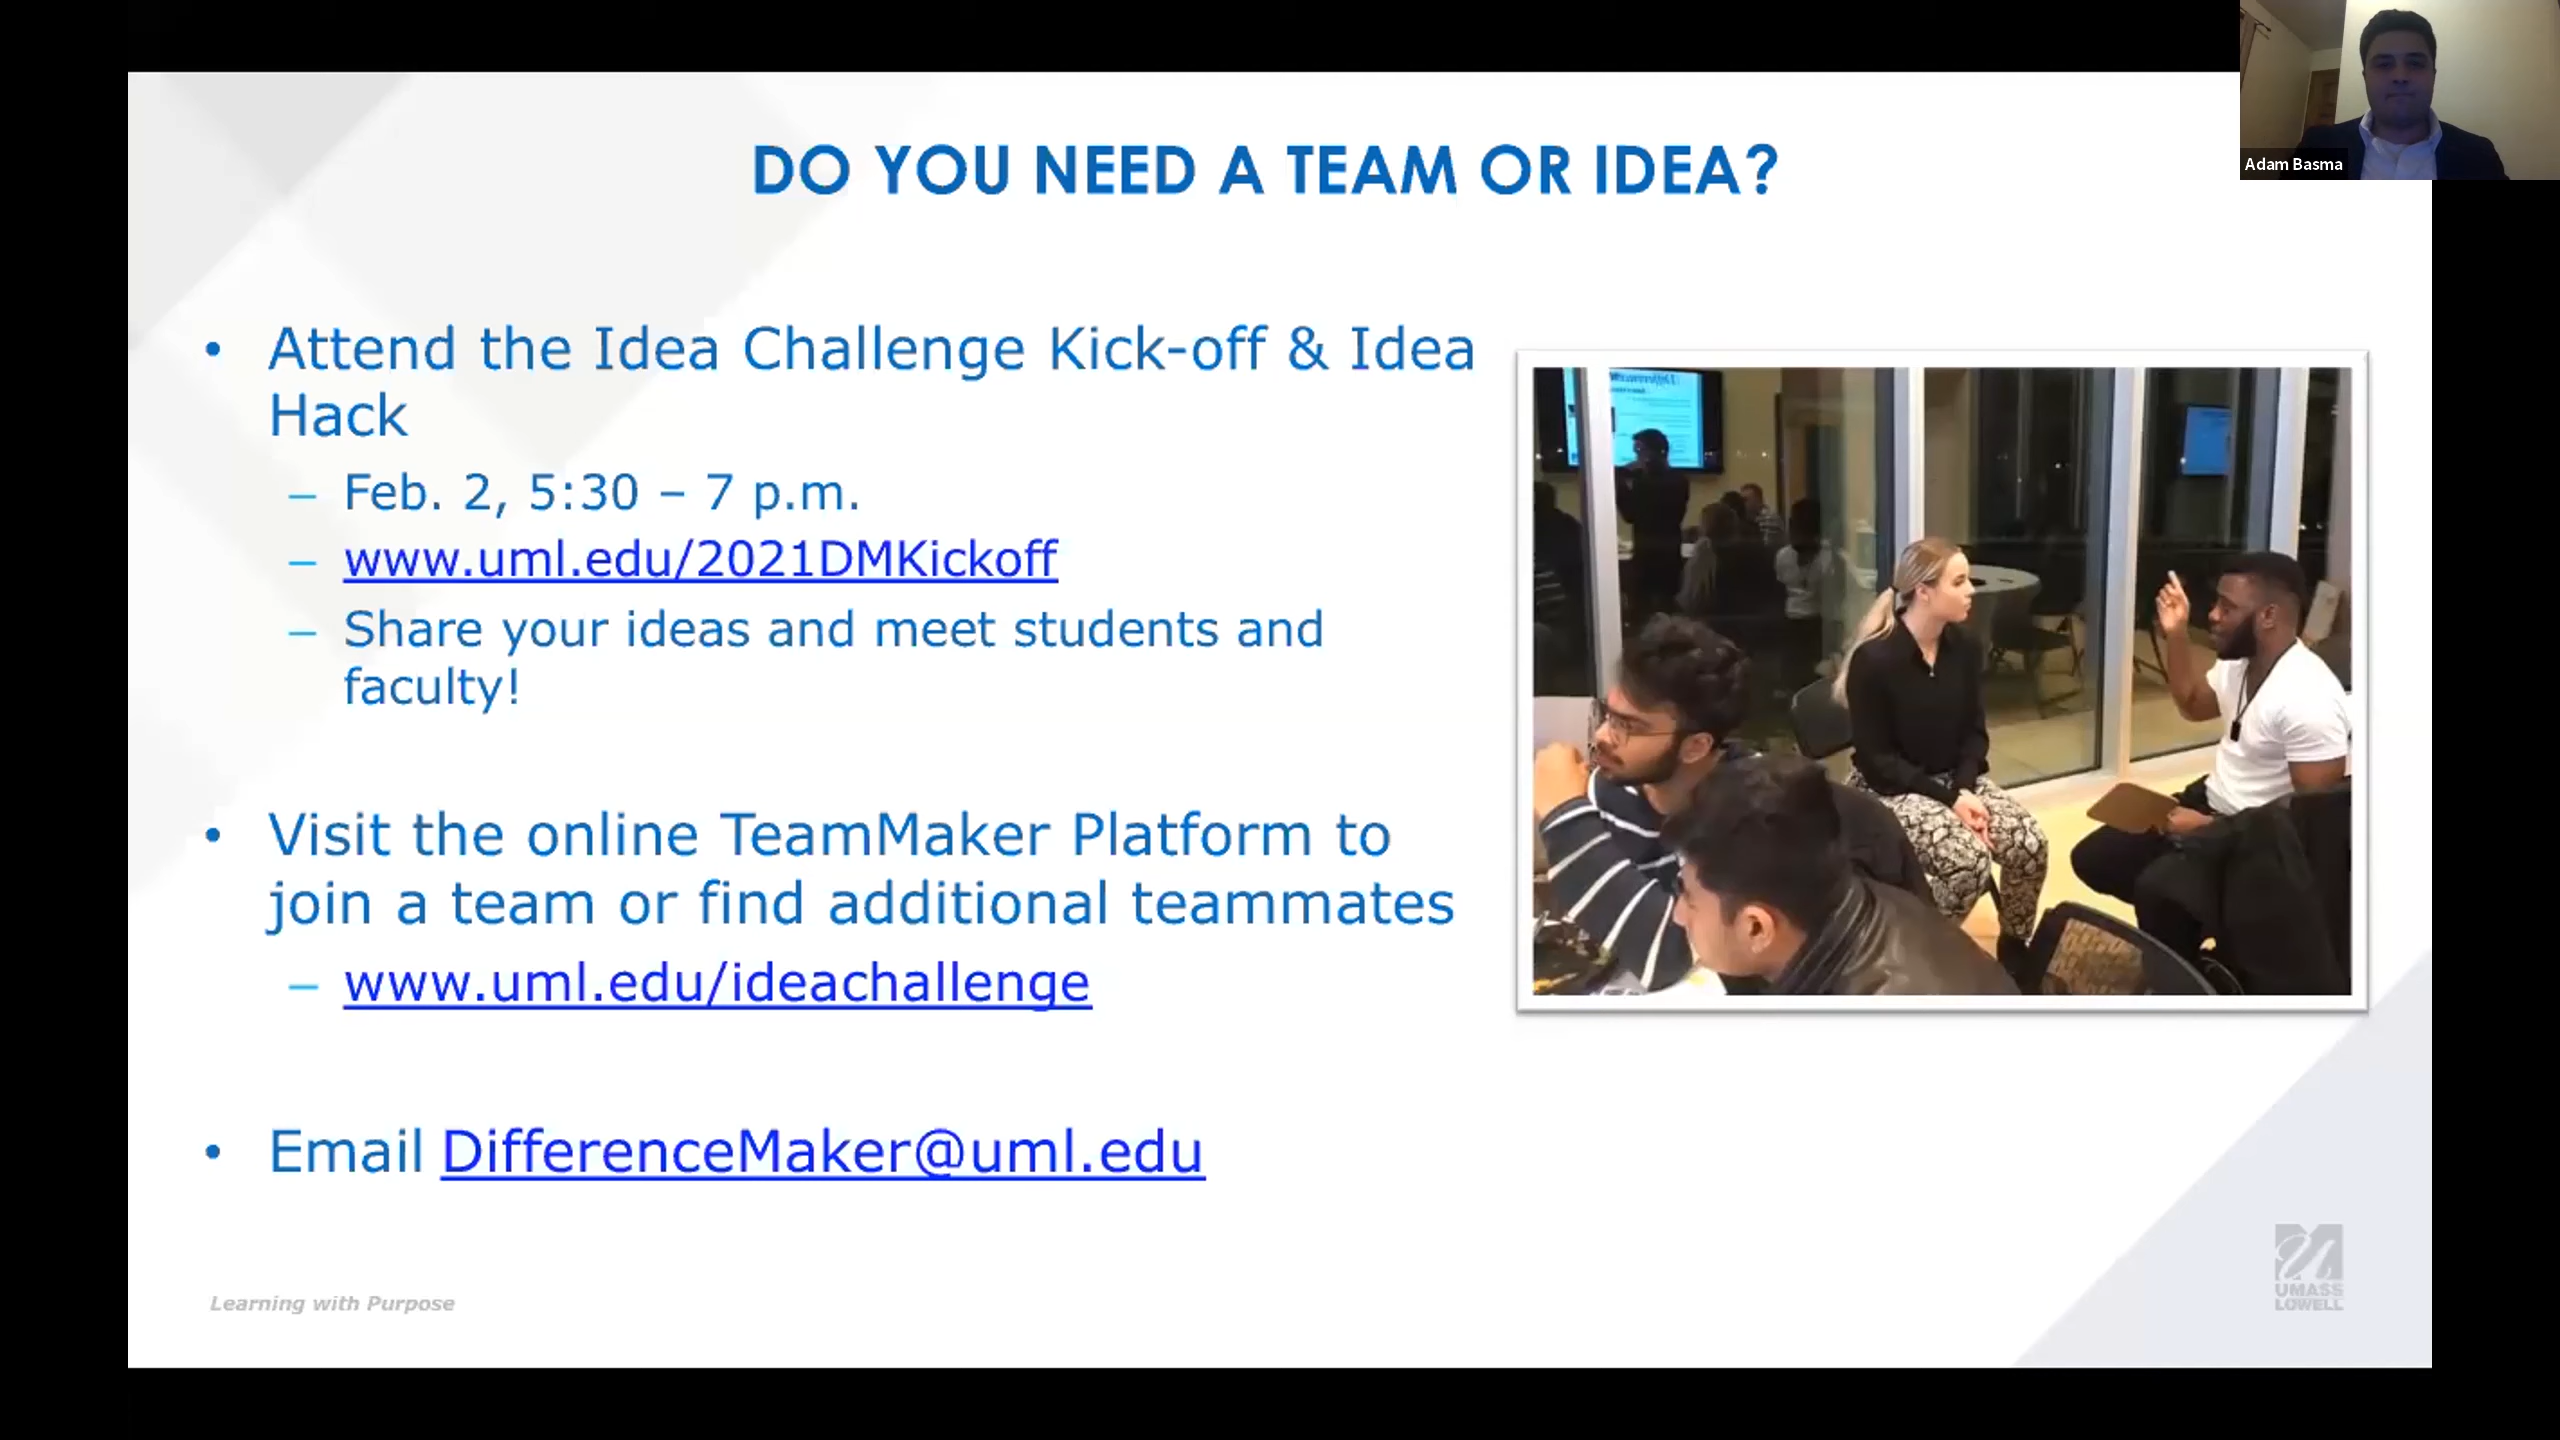 Adam Basma
DO YOU NEED A TEAM OR IDEA?
• Attend the Idea Challenge Kick-off & Idea
Hack
– Feb. 2, 5:30 – 7 p.m.
– www.uml.edu/2021DMKickoff
– Share your ideas and meet students and
faculty!
• Visit the online TeamMaker Platform to
join a team or find additional teammates
– www.uml.edu/ideachallenge
• Email DifferenceMaker@uml.edu
Learning with Purpose
UMASS
LOWELL